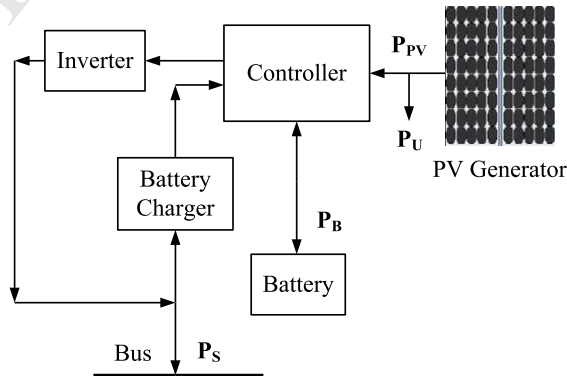 Inverter
Controller
P_PV
P_U
PV Generator
Battery
Charger
P_B
Battery
Bus
P_S